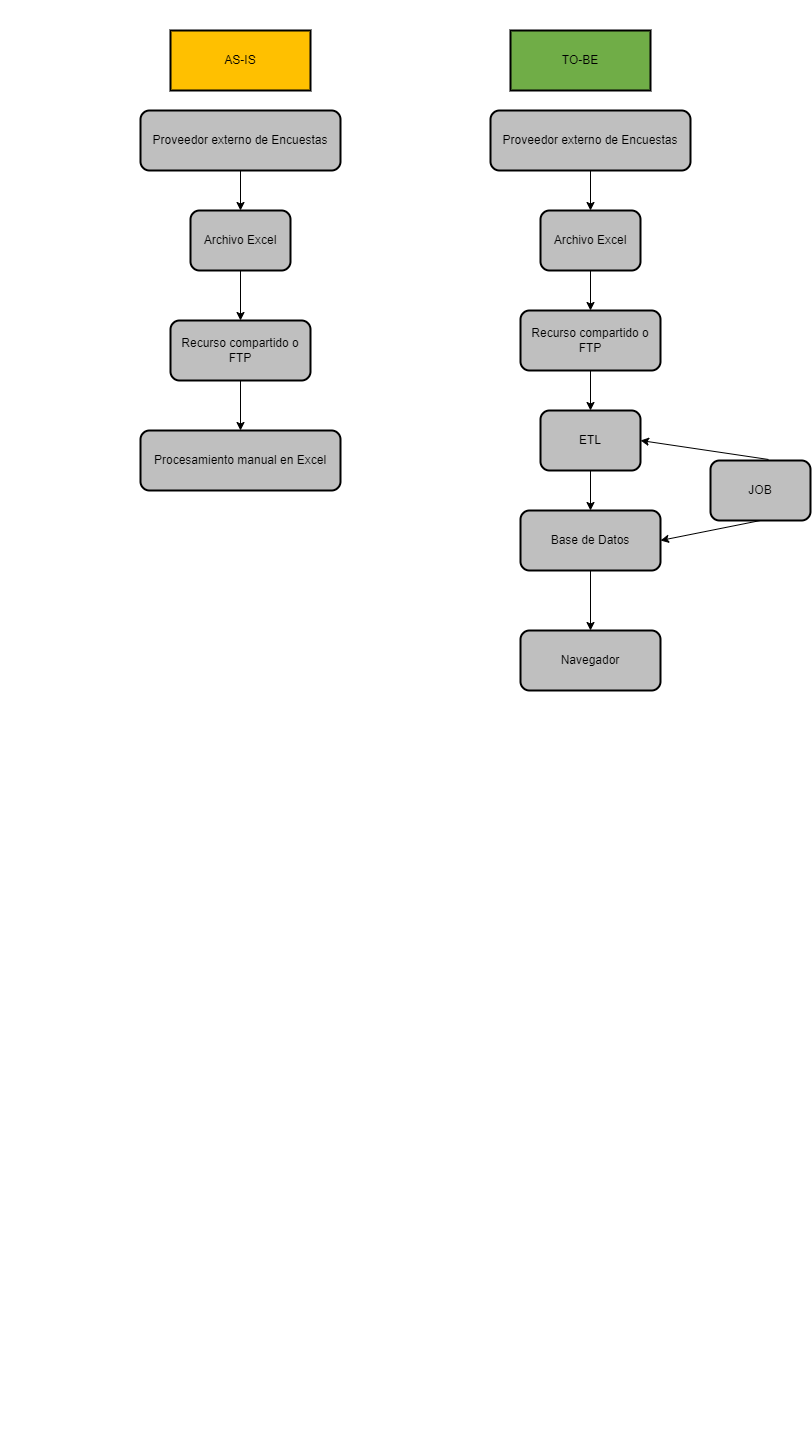 AS-IS
Proveedor externo de Encuestas
Archivo Excel
Recurso compartido o
FTP
Procesamiento manual en Excel
TO-BE
Proveedor externo de Encuestas
Archivo Excel
Recurso compartido o
FTP
ETL
JOB
Base de Datos
Navegador